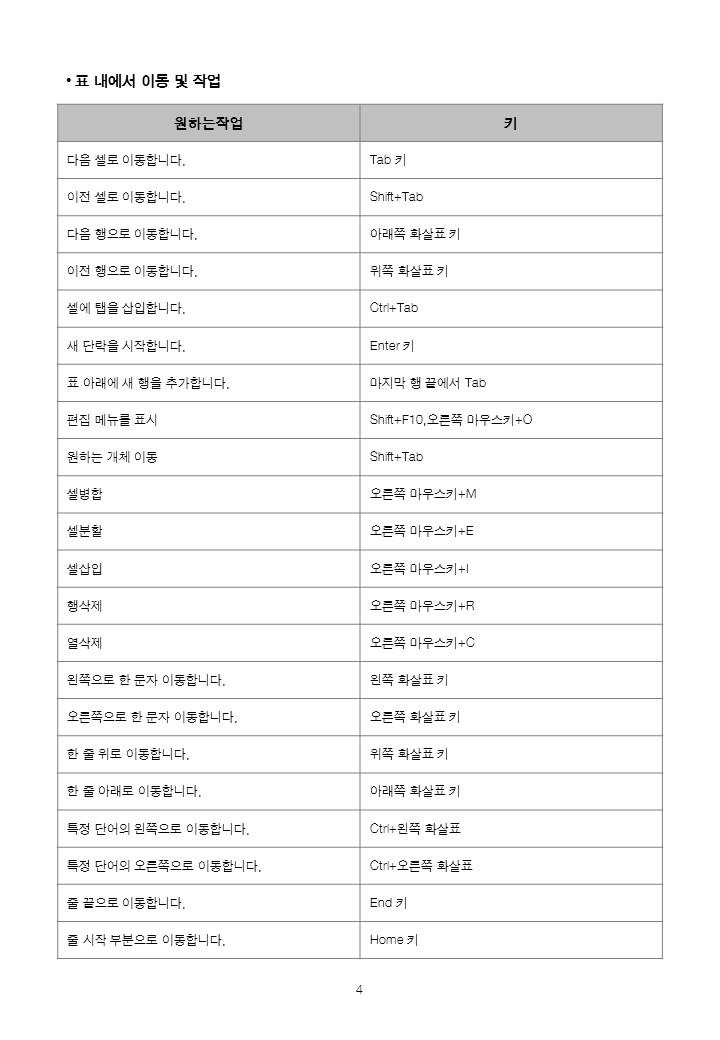 • 표 내에서 이동 및 작업
원하는작업 키
다음 셀로 이동합니다. Tab 키
이전 셀로 이동합니다. Shift+Tab
다음 행으로 이동합니다. 아래쪽 화살표 키
이전 행으로 이동합니다. 위쪽 화살표 키
셀에 탭을 삽입합니다. Ctrl+Tab
새 단락을 시작합니다. Enter 키
표 아래에 새 행을 추가합니다. 마지막 행 끝에서 Tab
편집 메뉴를 표시 Shift+F10,오른쪽 마우스키+O
원하는 개체 이동 Shift+Tab
셀병합 오른쪽 마우스키+M
셀분할 오른쪽 마우스키+E
셀삽입 오른쪽 마우스키+I
행삭제 오른쪽 마우스키+R
열삭제 오른쪽 마우스키+C
왼쪽으로 한 문자 이동합니다. 왼쪽 화살표 키
오른쪽으로 한 문자 이동합니다. 오른쪽 화살표 키
한 줄 위로 이동합니다. 위쪽 화살표 키
한 줄 아래로 이동합니다. 아래쪽 화살표 키
특정 단어의 왼쪽으로 이동합니다. Ctrl+왼쪽 화살표
특정 단어의 오른쪽으로 이동합니다. Ctrl+오른쪽 화살표
줄 끝으로 이동합니다. End 키
줄 시작 부분으로 이동합니다. Home 키
4